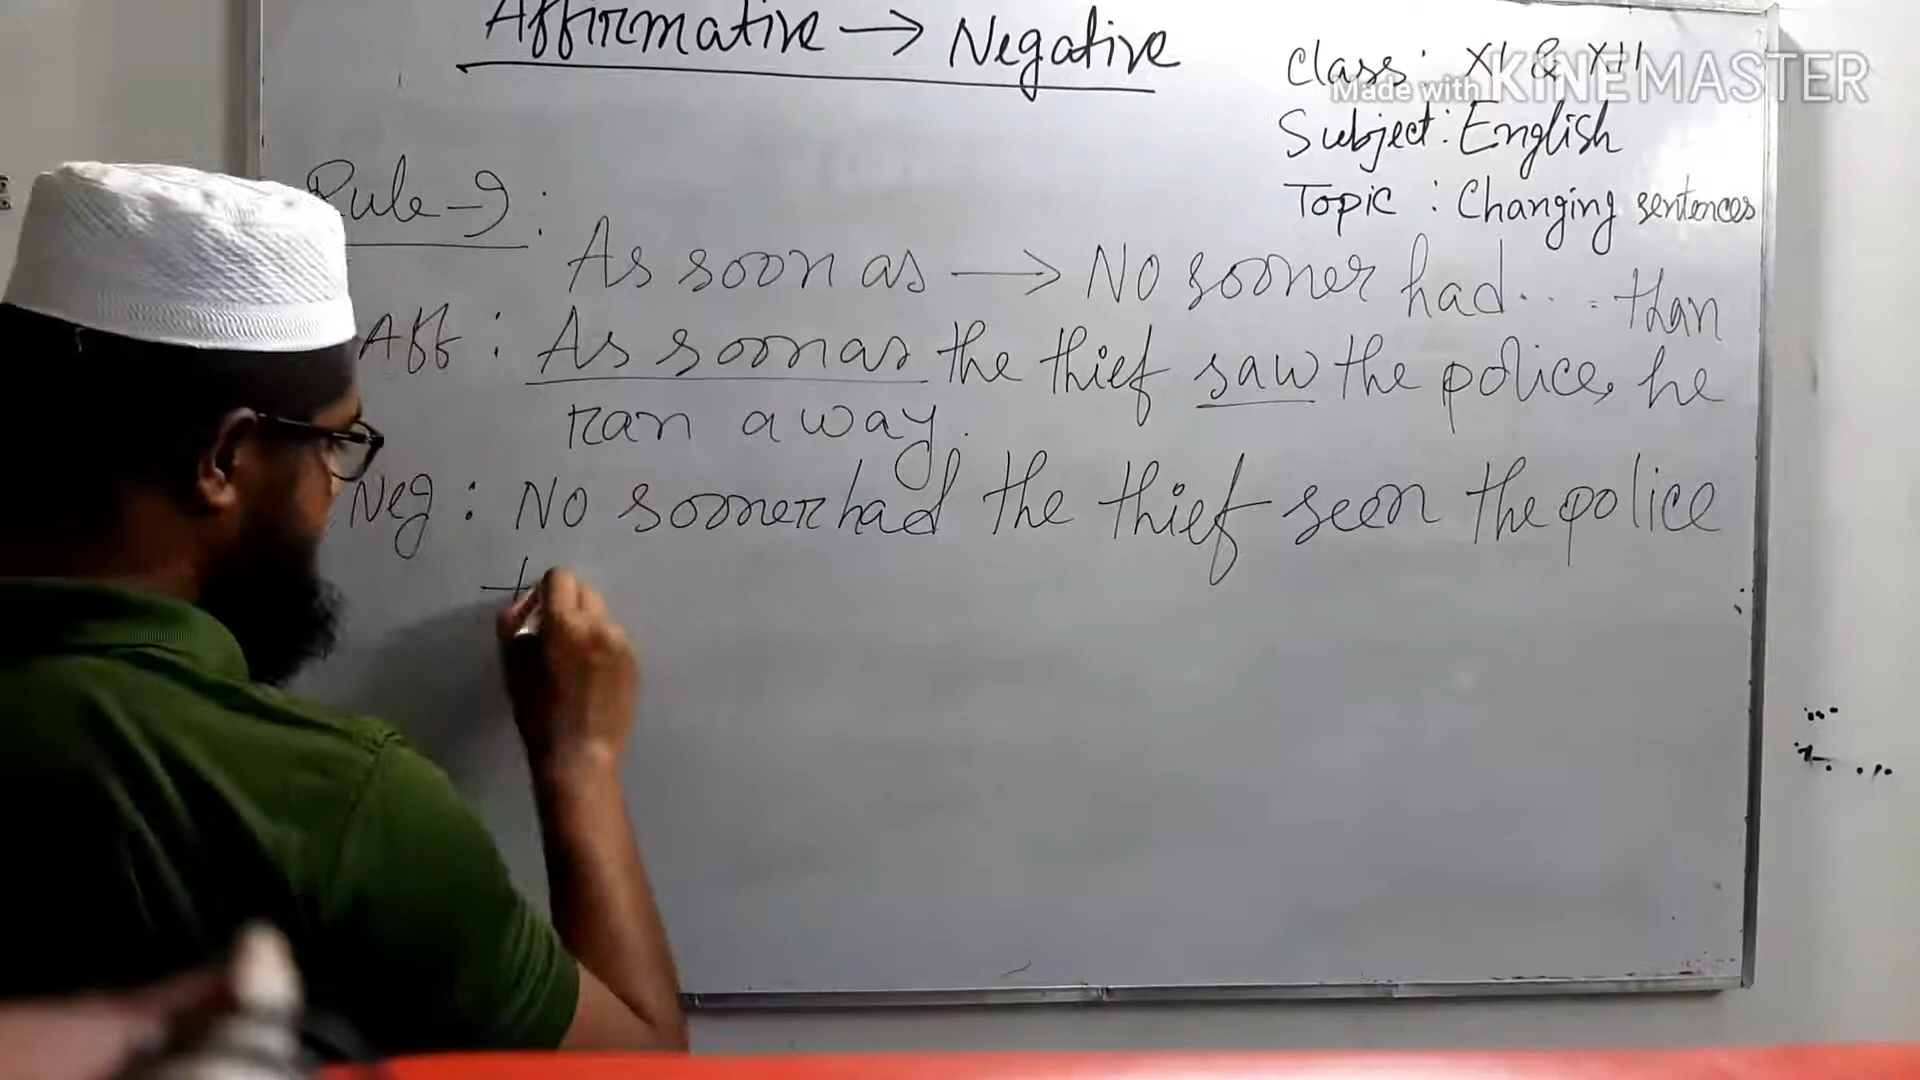 Affirmative → Negative
Class: XI & XII
Made with KINEMASTER
Subject: English
Topic: Changing sentences
Rule-9:
As soon as → No sooner had... than
Aff: As soon as the thief saw the police, he
ran away.
Neg: No sooner had the thief seen the police